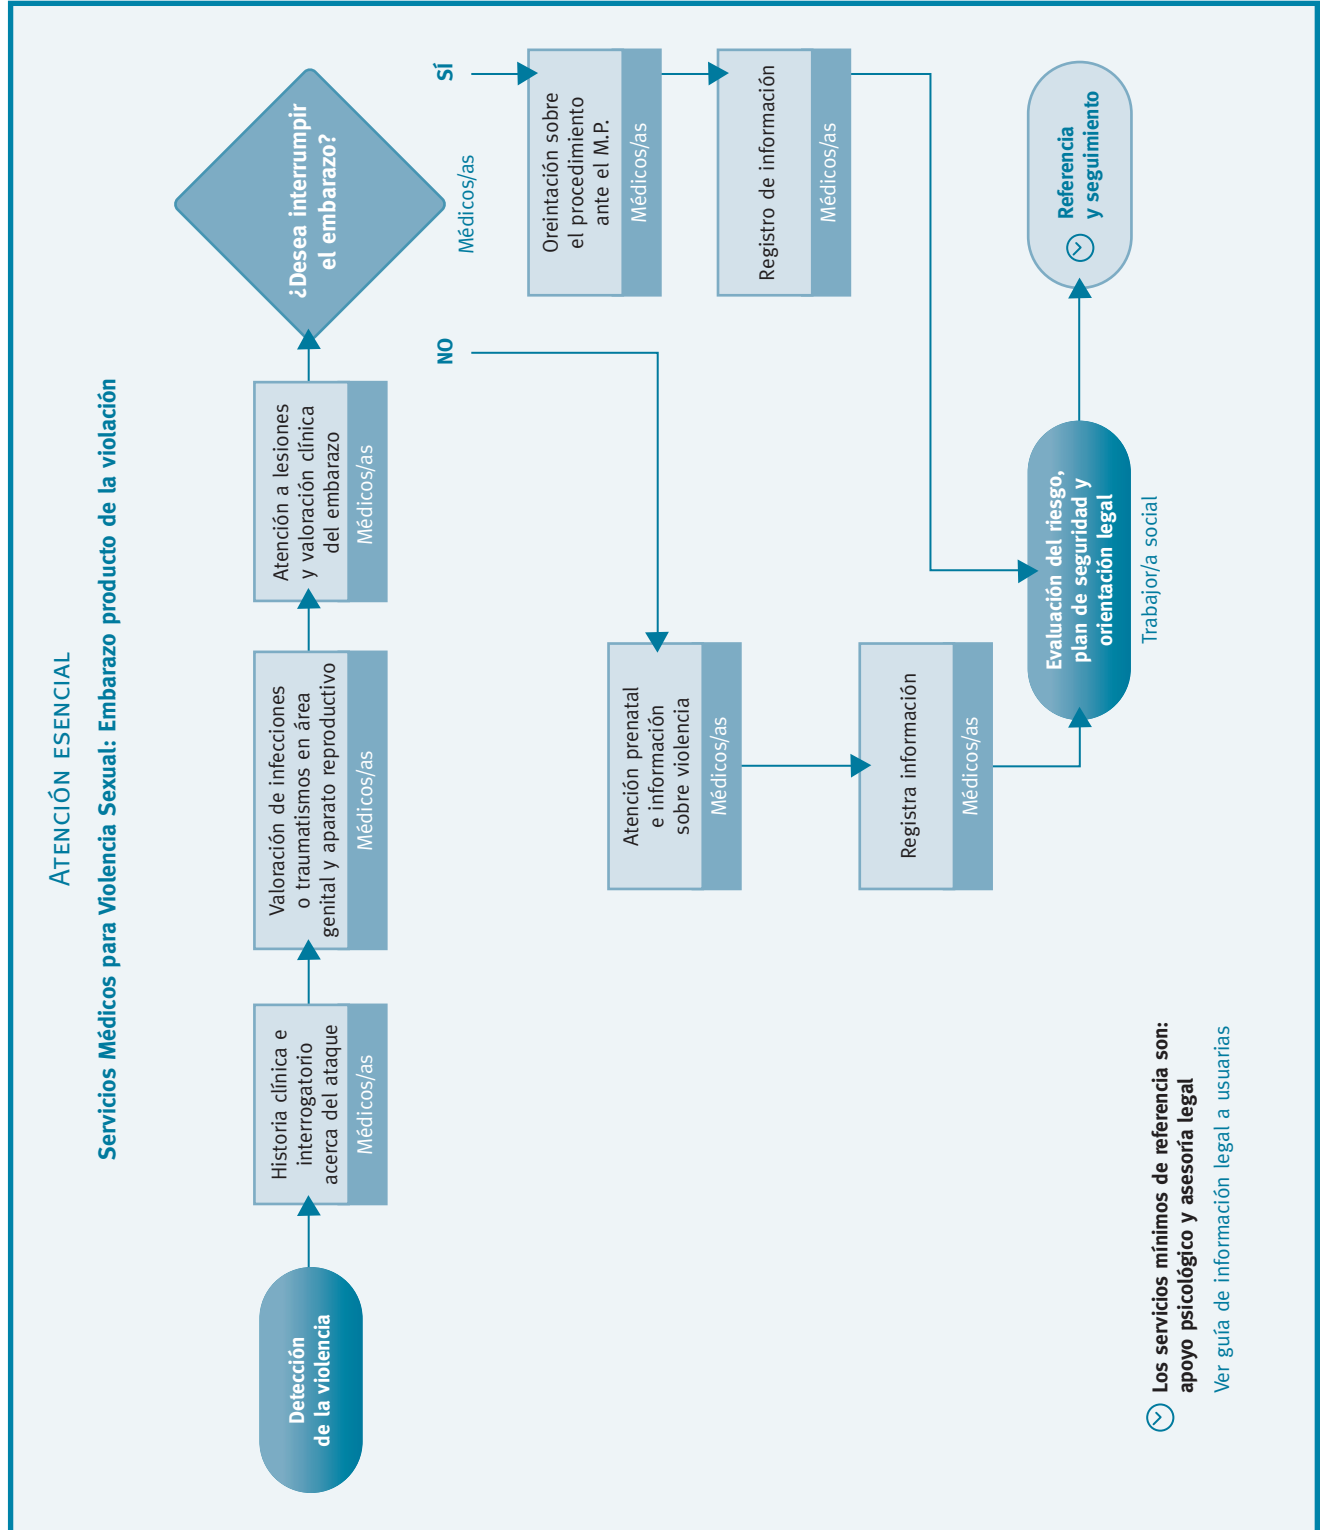 ATENCIÓN ESENCIAL
Servicios Médicos para Violencia Sexual: Embarazo producto de la violación
Detección
de la violencia
Historia clínica e
interrogatorio
acerca del ataque
Médicos/as
Valoración de infecciones
o traumatismos en área
genital y aparato reproductivo
Médicos/as
Atención a lesiones
y valoración clínica
del embarazo
Médicos/as
¿Desea interrumpir
el embarazo?
Médicos/as
NO
SÍ
Atención prenatal
e información
sobre violencia
Médicos/as
Registra información
Médicos/as
Oreintación sobre
el procedimiento
ante el M.P.
Médicos/as
Registro de información
Médicos/as
Evaluación del riesgo,
plan de seguridad y
orientación legal
Trabajor/a social
Referencia
y seguimiento
Los servicios mínimos de referencia son:
apoyo psicológico y asesoría legal
Ver guía de información legal a usuarias